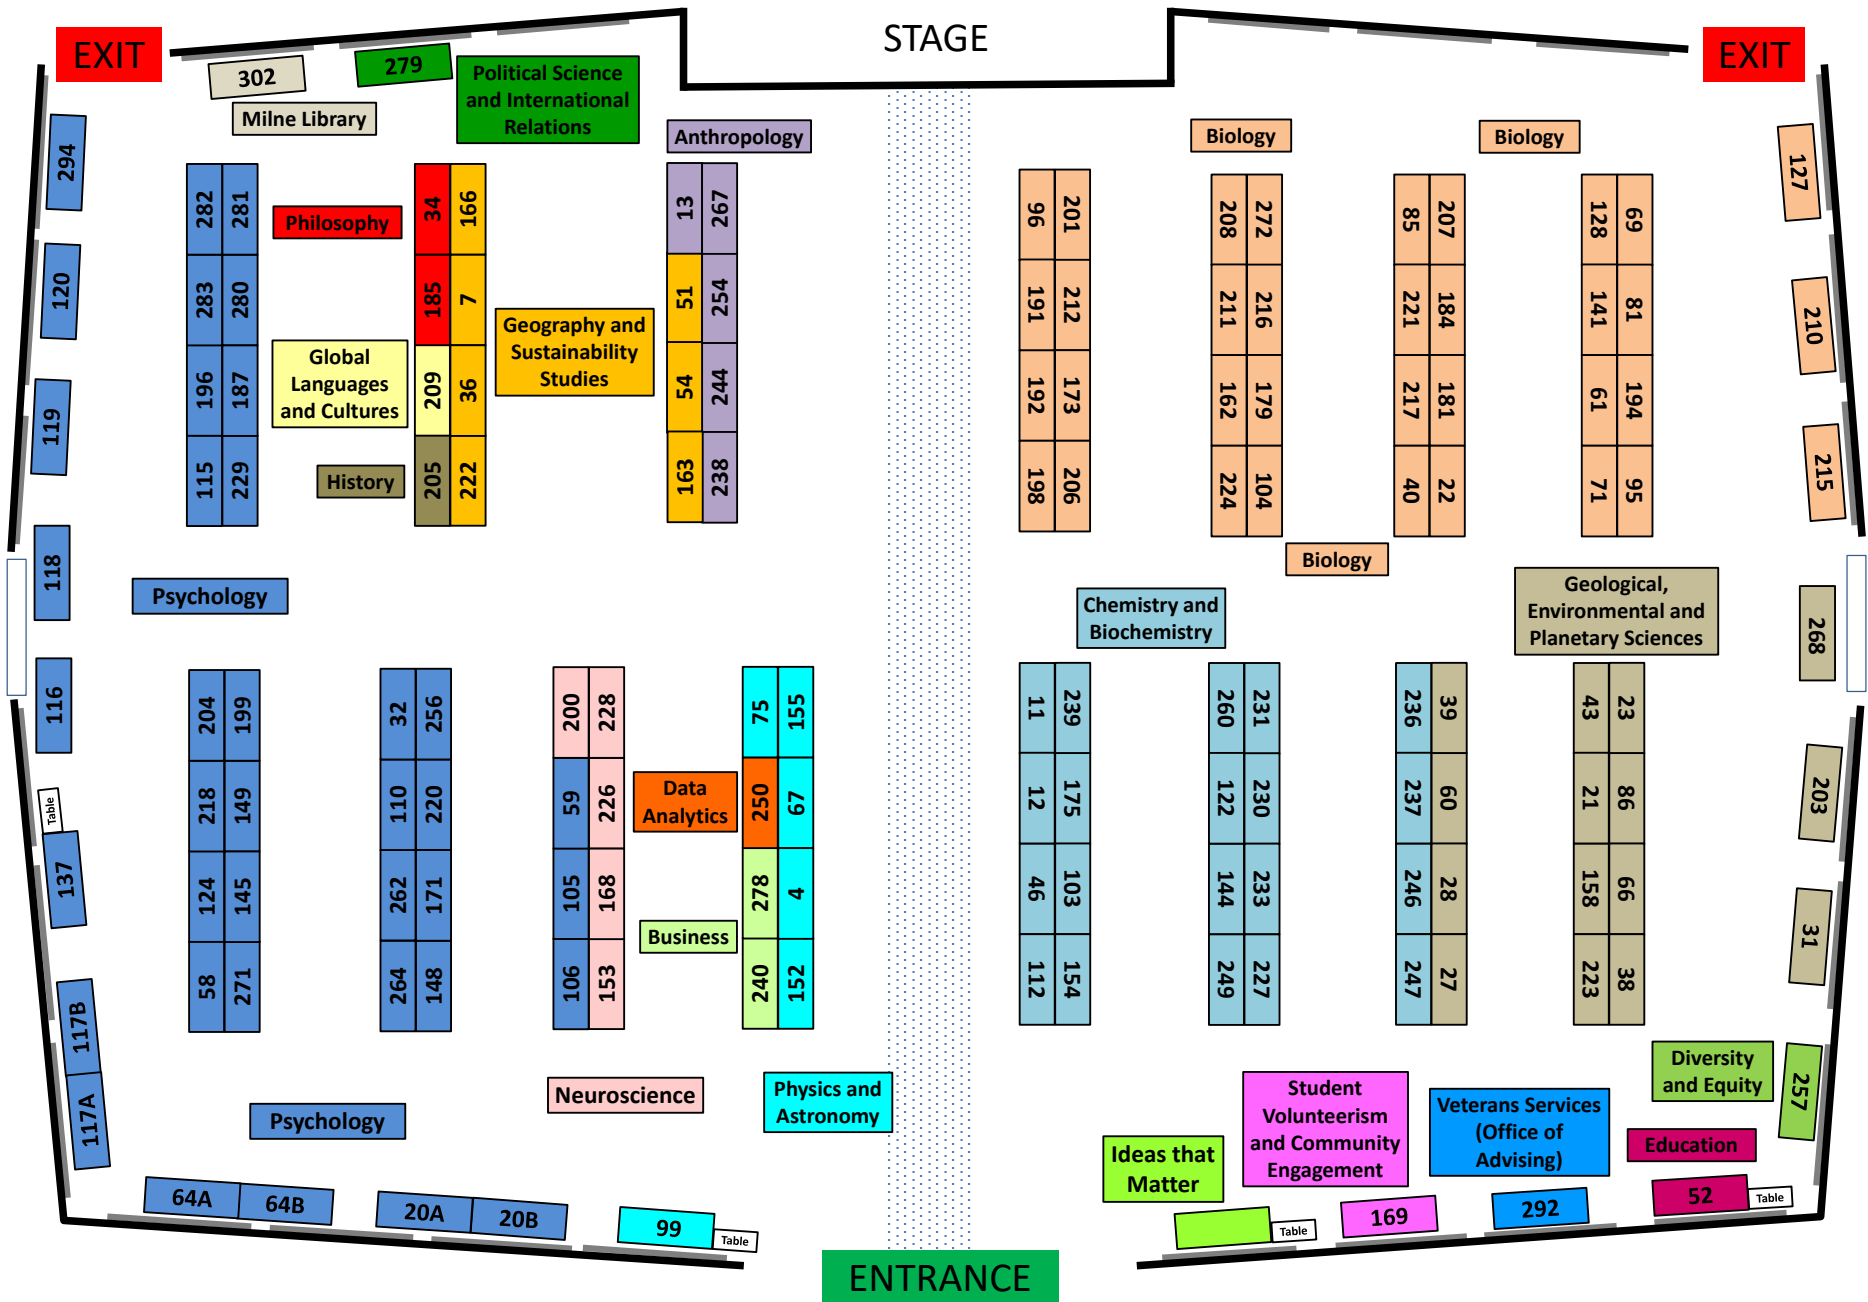 STAGE
EXIT
EXIT
302
279
Milne Library
Political Science
and International
Relations
Anthropology
Biology
Biology
294
120
119
118
116
Table
137
117B
117A
282 281
283 280
196 187
115 229
Philosophy
Global
Languages
and Cultures
History
34 166
185 7
209 36
205 222
Geography and
Sustainability
Studies
13 267
51 254
54 244
163 238
96 201
191 212
192 173
198 206
208 272
211 216
162 179
224 104
85 207
221 184
217 181
40 22
128 69
141 81
61 194
71 95
127
210
215
268
203
31
257
Psychology
Biology
Chemistry and
Biochemistry
Geological,
Environmental and
Planetary Sciences
204 199
218 149
124 145
58 271
32 256
110 220
262 171
264 148
200 228
59 226
105 168
106 153
Data
Analytics
Business
75 155
250 67
278 4
240 152
11 239
12 175
46 103
112 154
260 231
122 230
144 233
249 227
236 39
237 60
246 28
247 27
43 23
21 86
158 66
223 38
Psychology
Neuroscience
Physics and
Astronomy
Ideas that
Matter
Student
Volunteerism
and Community
Engagement
Veterans Services
(Office of
Advising)
Diversity
and Equity
Education
64A 64B
20A 20B
99
Table
Table
169
292
52
Table
ENTRANCE